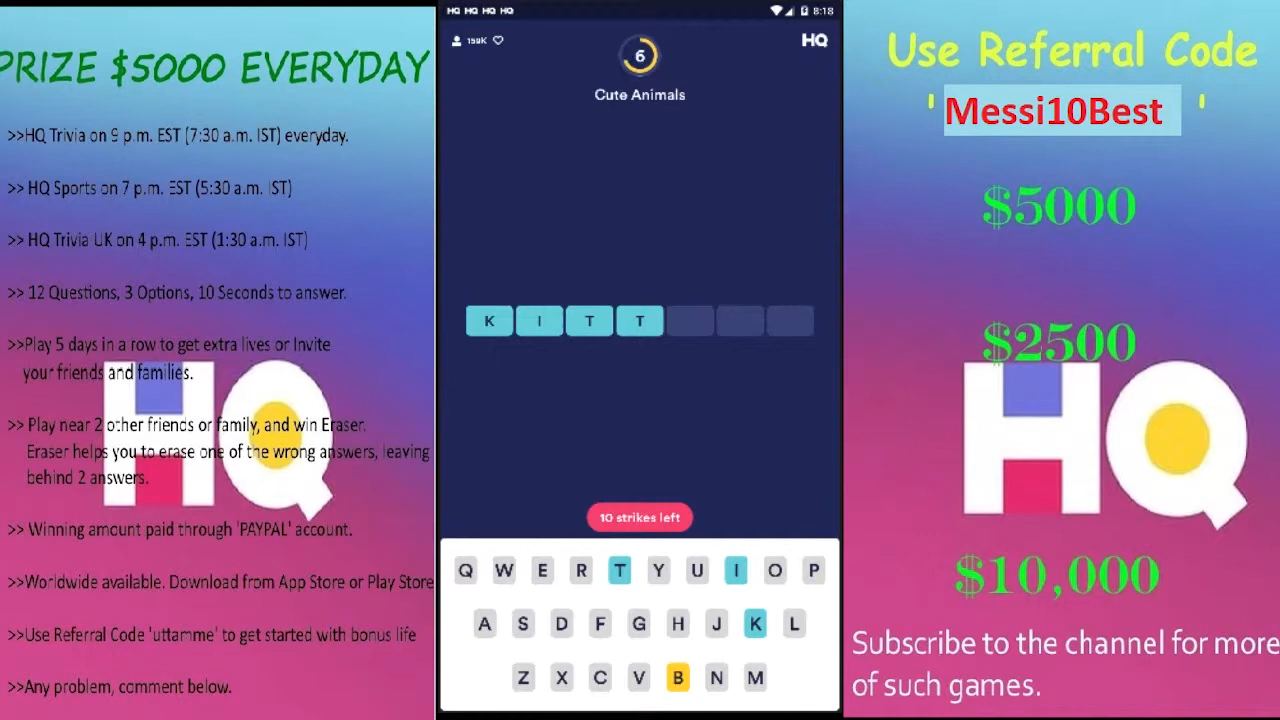 PRIZE $5000 EVERYDAY
>>HQ Trivia on 9 p.m. EST (7:30 a.m. IST) everyday.
>> HQ Sports on 7 p.m. EST (5:30 a.m. IST)
>> HQ Trivia UK on 4 p.m. EST (1:30 a.m. IST)
>> 12 Questions, 3 Options, 10 Seconds to answer.
>>Play 5 days in a row to get extra lives or Invite
your friends and families.
>> Play near 2 other friends or family, and win Eraser.
Eraser helps you to erase one of the wrong answers, leaving
behind 2 answers.
>> Winning amount paid through 'PAYPAL' account.
>>Worldwide available. Download from App Store or Play Store
>>Use Referral Code 'uttamme' to get started with bonus life
>>Any problem, comment below.
HQ
HQ HQ HQ HQ 8:18
159K HQ
6
Cute Animals
K I T T
10 strikes left
Q W E R T Y U I O P
A S D F G H J K L
Z X C V B N M
Use Referral Code
' Messi10Best '
$5000
$2500
HQ
$10,000
Subscribe to the channel for more
of such games.